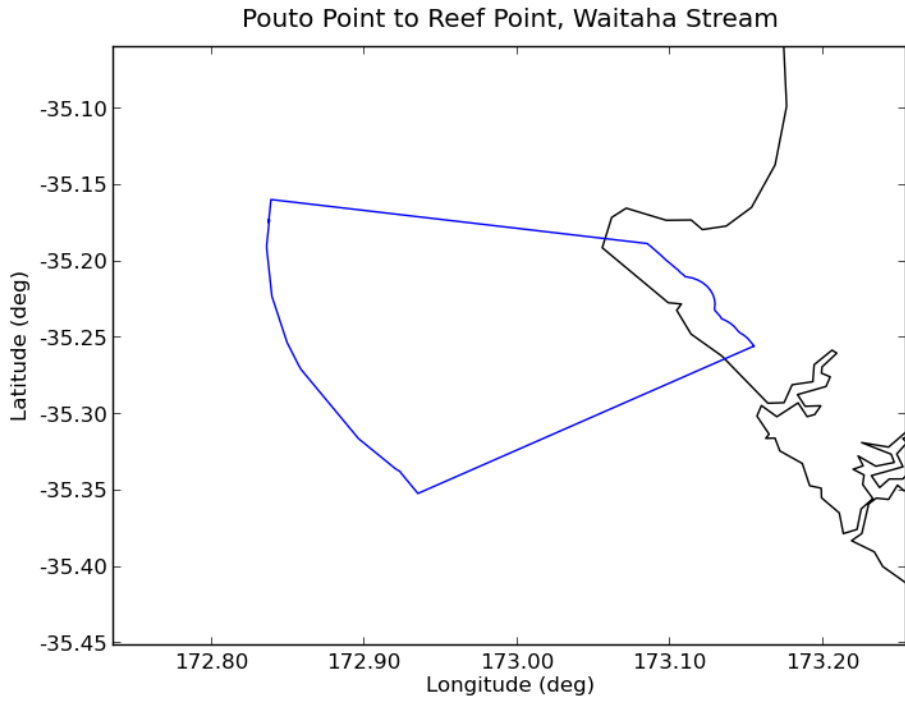 Pouto Point to Reef Point, Waitaha Stream
-35.10
-35.15
-35.20
-35.25
-35.30
-35.35
-35.40
-35.45
Latitude (deg)
172.80 172.90 173.00 173.10 173.20
Longitude (deg)